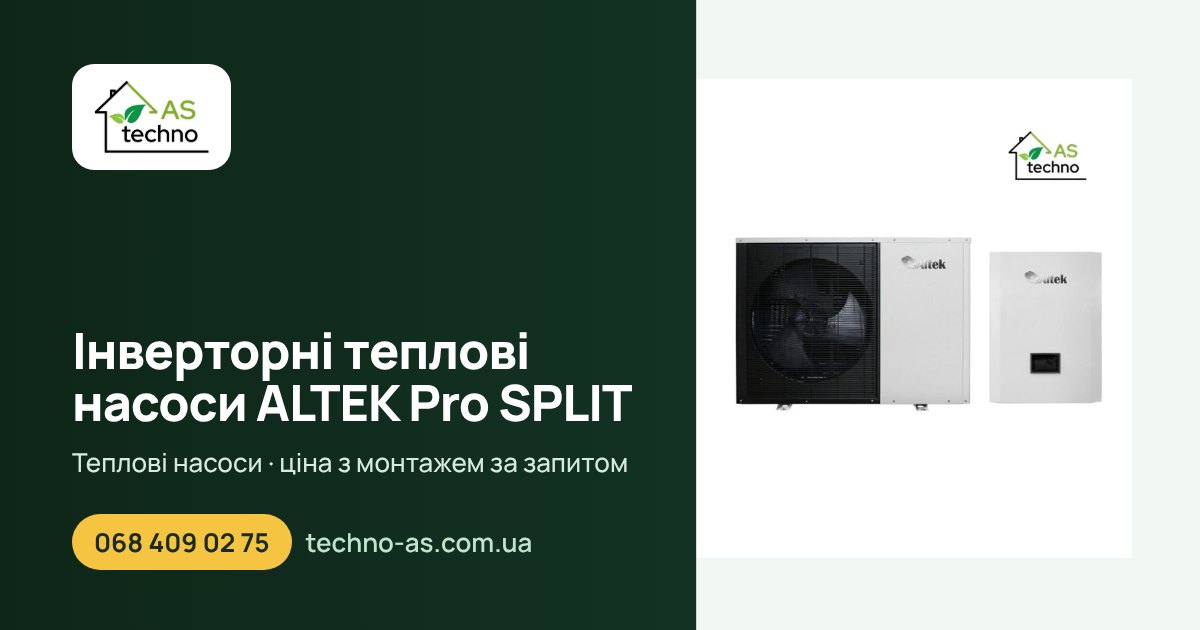 AS
techno
Інверторні теплові
насоси ALTEK Pro SPLIT
Теплові насоси · ціна з монтажем за запитом
068 409 02 75
techno-as.com.ua
AS
techno
Altek
Altek